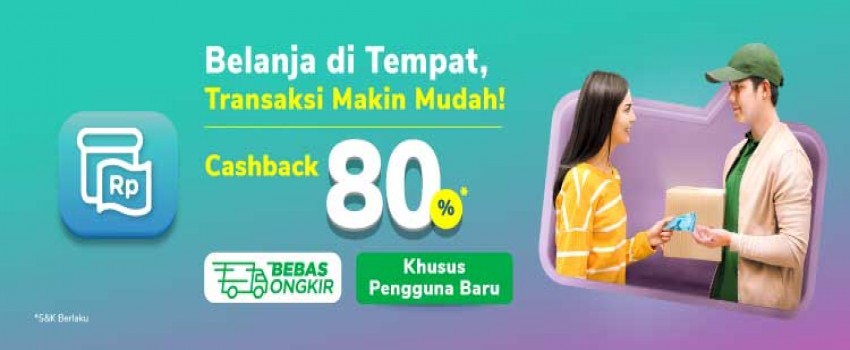 Belanja di Tempat,
Transaksi Makin Mudah!
Rp
Cashback 80%*
BEBAS
ONGKIR
Khusus
Pengguna Baru
*S&K Berlaku